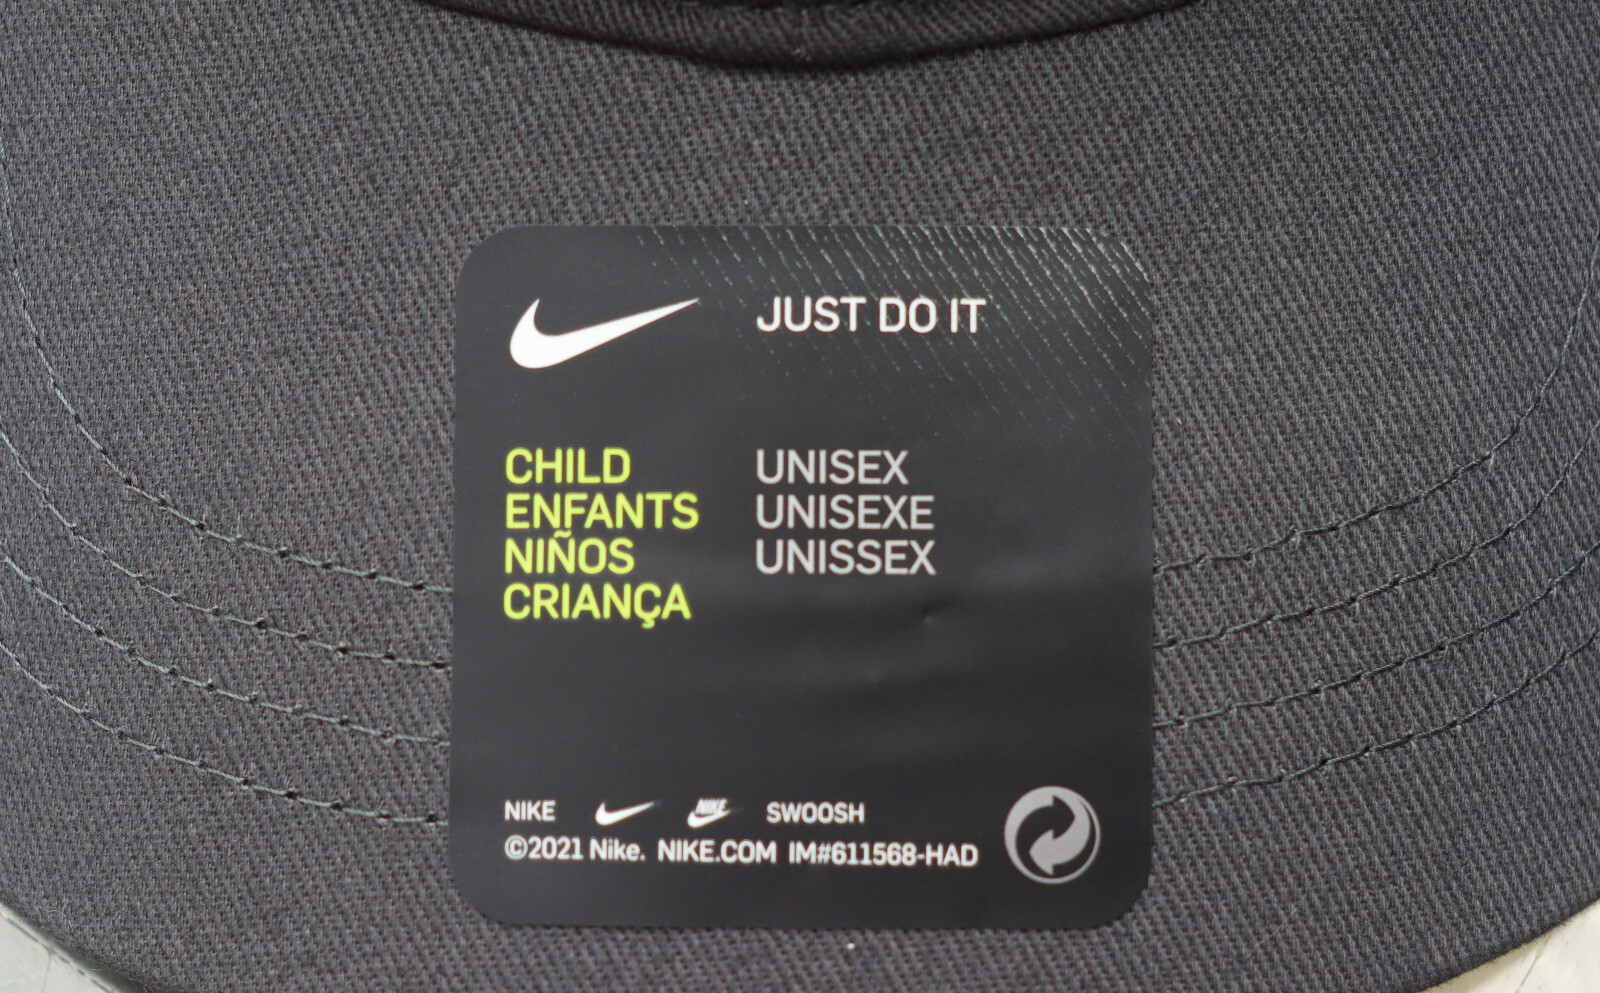 JUST DO IT
CHILD
ENFANTS
NIÑOS
CRIANÇA
UNISEX
UNISEXE
UNISSEX
NIKE NIKE SWOOSH
©2021 Nike. NIKE.COM IM#611568-HAD